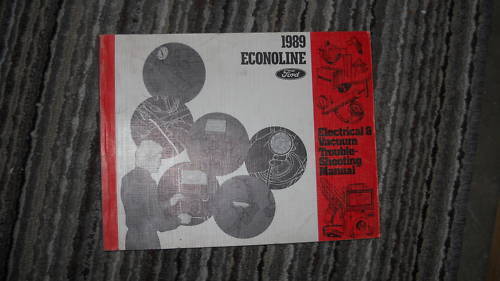 1989
ECONOLINE
Ford
Electrical &
Vacuum
Trouble-
Shooting
Manual